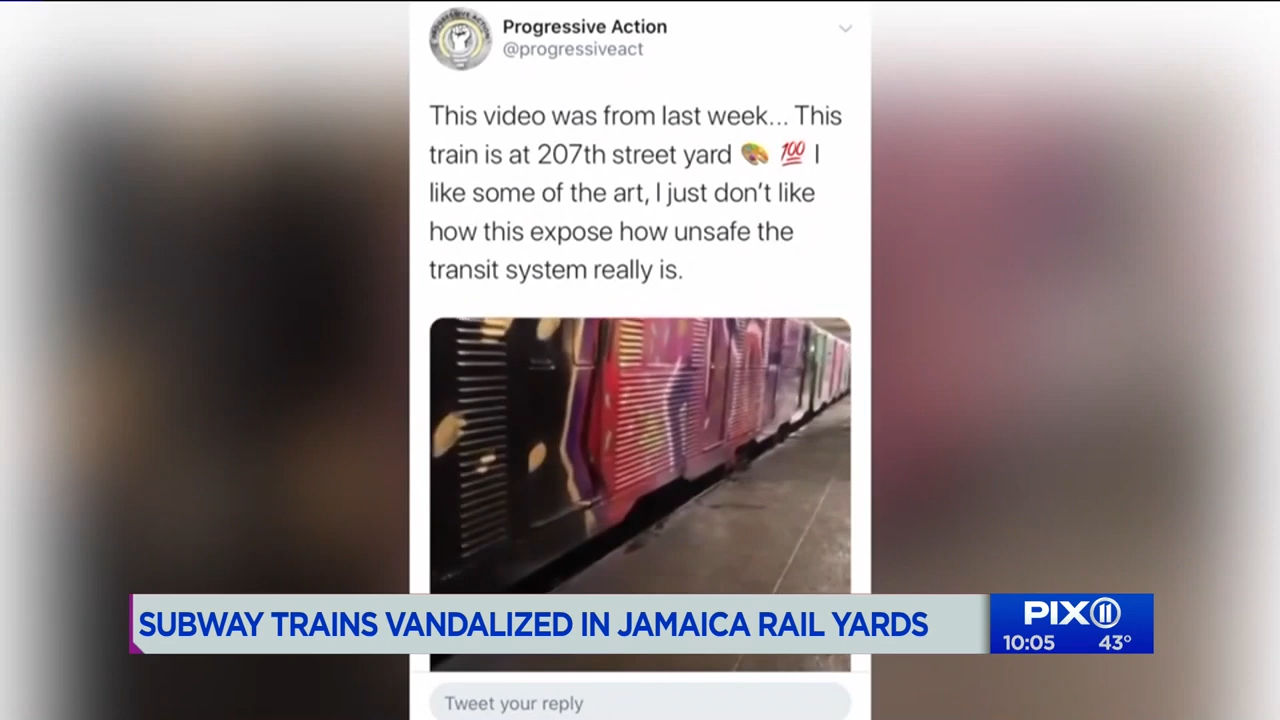 Progressive Action
@progressiveact
This video was from last week... This
train is at 207th street yard 🎨 💯 I
like some of the art, I just don’t like
how this expose how unsafe the
transit system really is.
SUBWAY TRAINS VANDALIZED IN JAMAICA RAIL YARDS
PIX11
10:05 43°
Tweet your reply